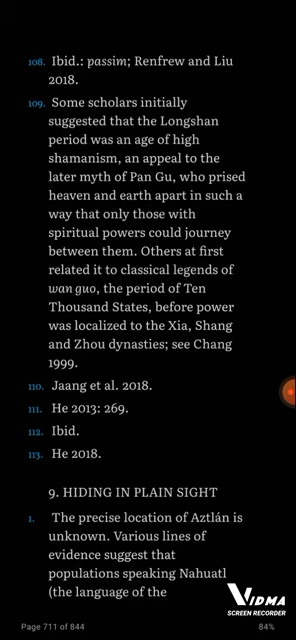 108. Ibid.: passim; Renfrew and Liu
2018.
109. Some scholars initially
suggested that the Longshan
period was an age of high
shamanism, an appeal to the
later myth of Pan Gu, who prised
heaven and earth apart in such a
way that only those with
spiritual powers could journey
between them. Others at first
related it to classical legends of
wan guo, the period of Ten
Thousand States, before power
was localized to the Xia, Shang
and Zhou dynasties; see Chang
1999.
110. Jaang et al. 2018.
111. He 2013: 269.
112. Ibid.
113. He 2018.
9. HIDING IN PLAIN SIGHT
1. The precise location of Aztlán is
unknown. Various lines of
evidence suggest that
populations speaking Nahuatl
(the language of the
VIDMA
SCREEN RECORDER
Page 711 of 844 84%